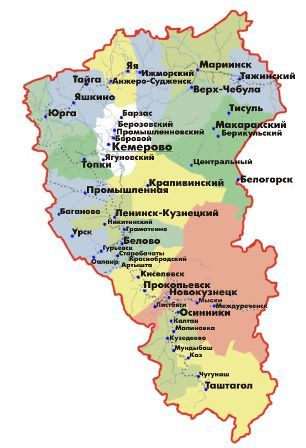 Яя
Мариинск
Ижморский
Тяжинский
Тайга
Анжеро-Судженск
Верх-Чебула
Яшкино
Юрга
Барзас
Тисуль
Березовский
Макаракский
Промышленновский
Берикульский
Боровой
Кемерово
Ягуновский
Топки
Центральный
Белогорск
Крапивинский
Промышленная
Баганово
Ленинск-Кузнецкий
Никитинский
Урск
Грамотеино
Белово
Гурьевск
Старобачаты
Краснобродский
Салаир
Артышта
Киселевск
Прокопьевск
Новокузнецк
Мыски
Листвяги
Междуреченск
Осинники
Калтан
Малиновка
Кузедеево
Мундыбаш
Каз
Чугунаш
Таштагол